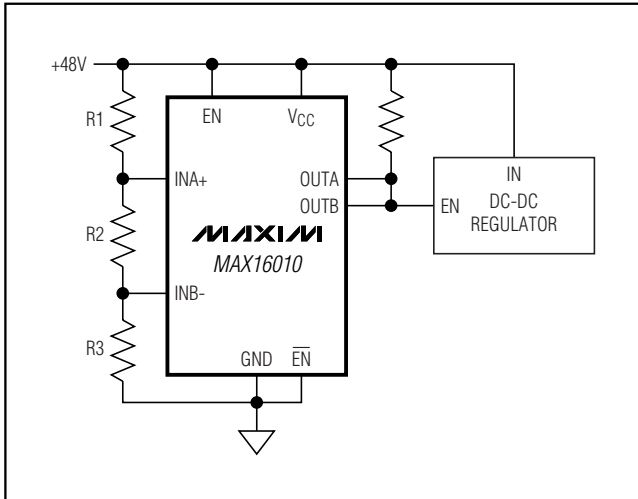 +48V
R1
EN
VCC
INA+
OUTA
IN
OUTB
EN
DC-DC
REGULATOR
R2
MAXIM
MAX16010
INB-
R3
GND
EN